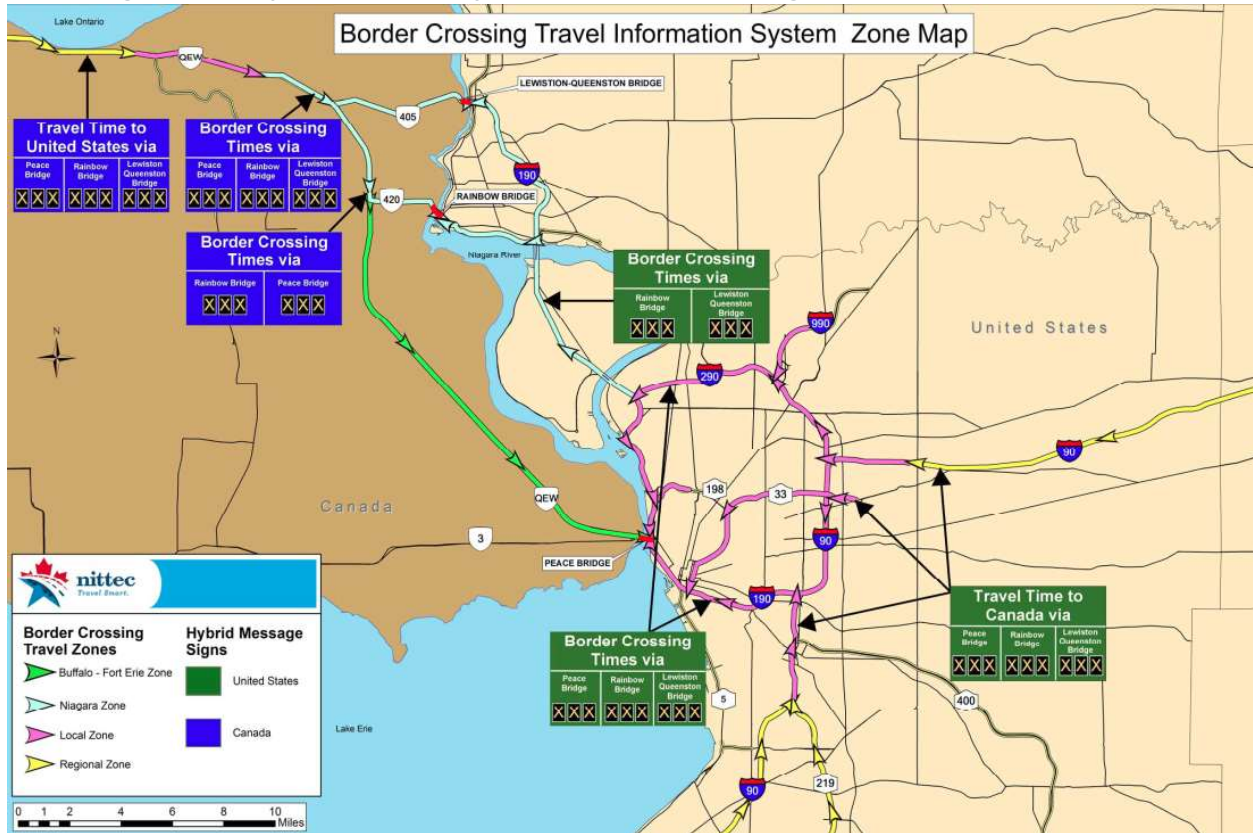 Border Crossing Travel Information System Zone Map
Lake Ontario
QEW
LEWISTION-QUEENSTON BRIDGE
405
190
Travel Time to
United States via
Peace
Bridge
Rainbow
Bridge
Lewiston
Queenston
Bridge
XXX
XXX
XXX
Border Crossing
Times via
Peace
Bridge
Rainbow
Bridge
Lewiston
Queenston
Bridge
XXX
XXX
XXX
420
RAINBOW BRIDGE
Border Crossing
Times via
Rainbow Bridge
Peace Bridge
XXX
XXX
Niagara River
Border Crossing
Times via
Rainbow
Bridge
Lewiston
Queenston
Bridge
XXX
XXX
990
United States
N
290
90
198
33
QEW
Canada
3
90
PEACE BRIDGE
190
Travel Time to
Canada via
Peace
Bridge
Rainbow
Bridge
Lewiston
Queenston
Bridge
XXX
XXX
XXX
Border Crossing
Times via
Peace
Bridge
Rainbow
Bridge
Lewiston
Queenston
Bridge
XXX
XXX
XXX
5
400
Lake Erie
90
219
nittec
Travel Smart.
Border Crossing
Travel Zones
Buffalo - Fort Erie Zone
Niagara Zone
Local Zone
Regional Zone
Hybrid Message
Signs
United States
Canada
0 1 2 4 6 8 10
Miles